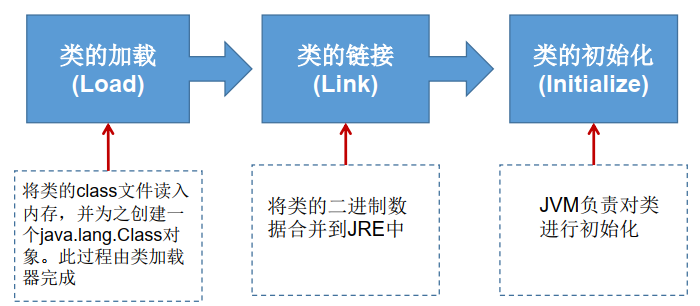 类的加载
(Load)
类的链接
(Link)
类的初始化
(Initialize)
将类的class文件读入
内存，并为之创建一
个java.lang.Class对
象。此过程由类加载
器完成
将类的二进制数
据合并到JRE中
JVM负责对类
进行初始化